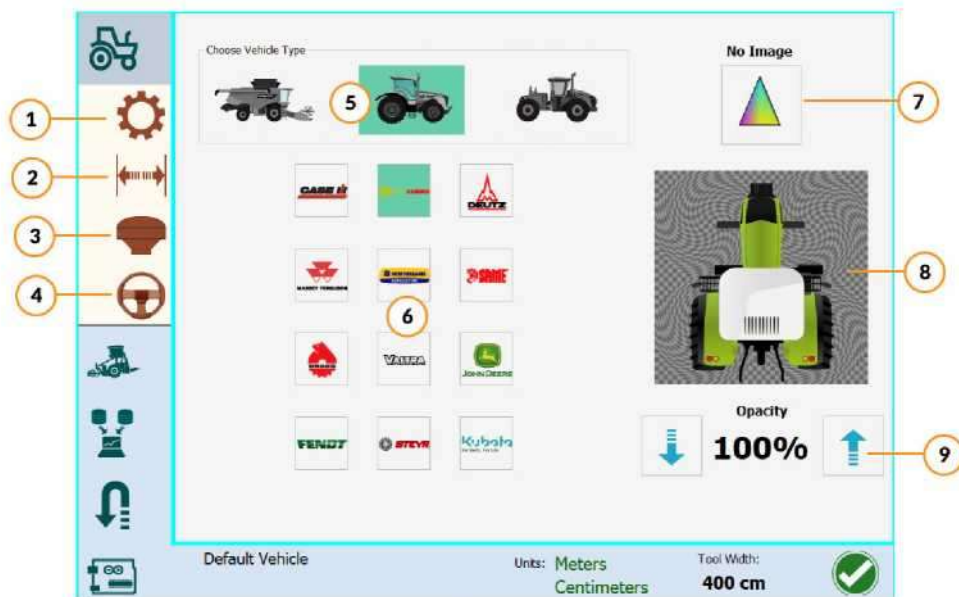 Choose Vehicle Type
No Image
1
5
7
2
CASE IH
DEUTZ
3
8
4
MASSEY FERGUSON
NEW HOLLAND
SAME
6
VALTRA
JOHN DEERE
Opacity
FENDT
STEYR
Kubota
100%
9
Default Vehicle
Units:
Meters
Centimeters
Tool Width:
400 cm